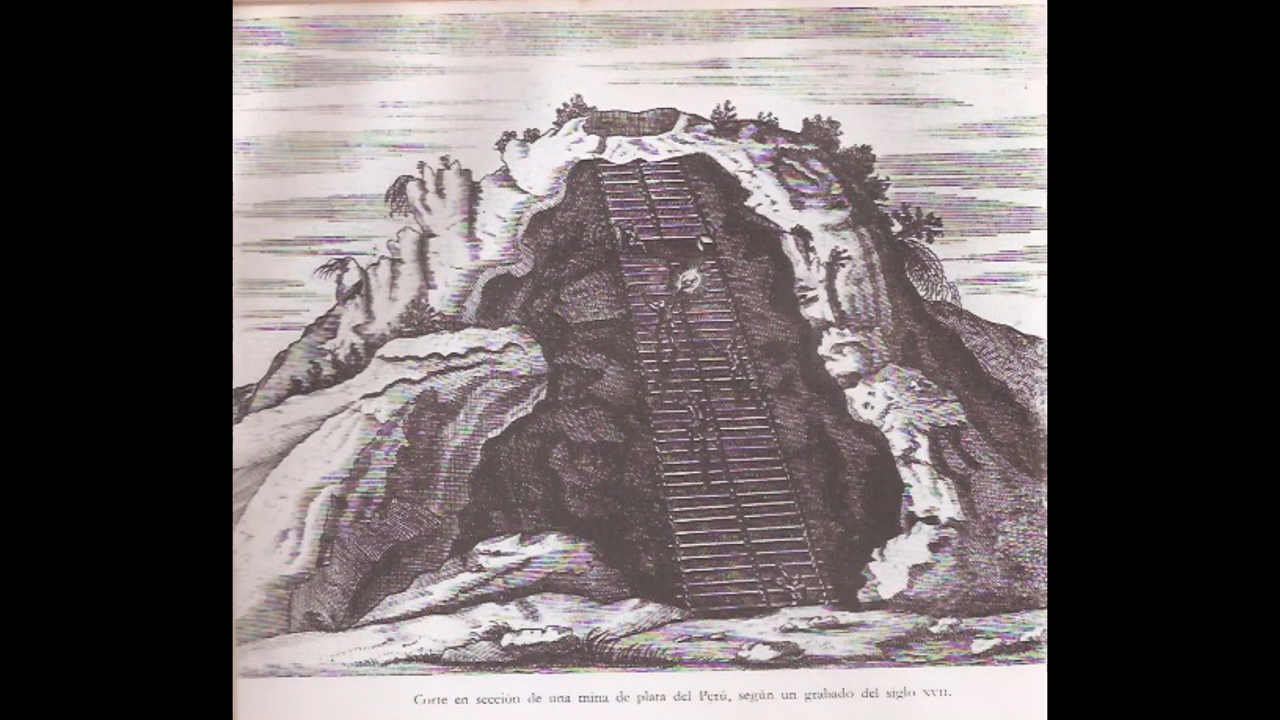 Corte en sección de una mina de plata del Perú, según un grabado del siglo XVII.